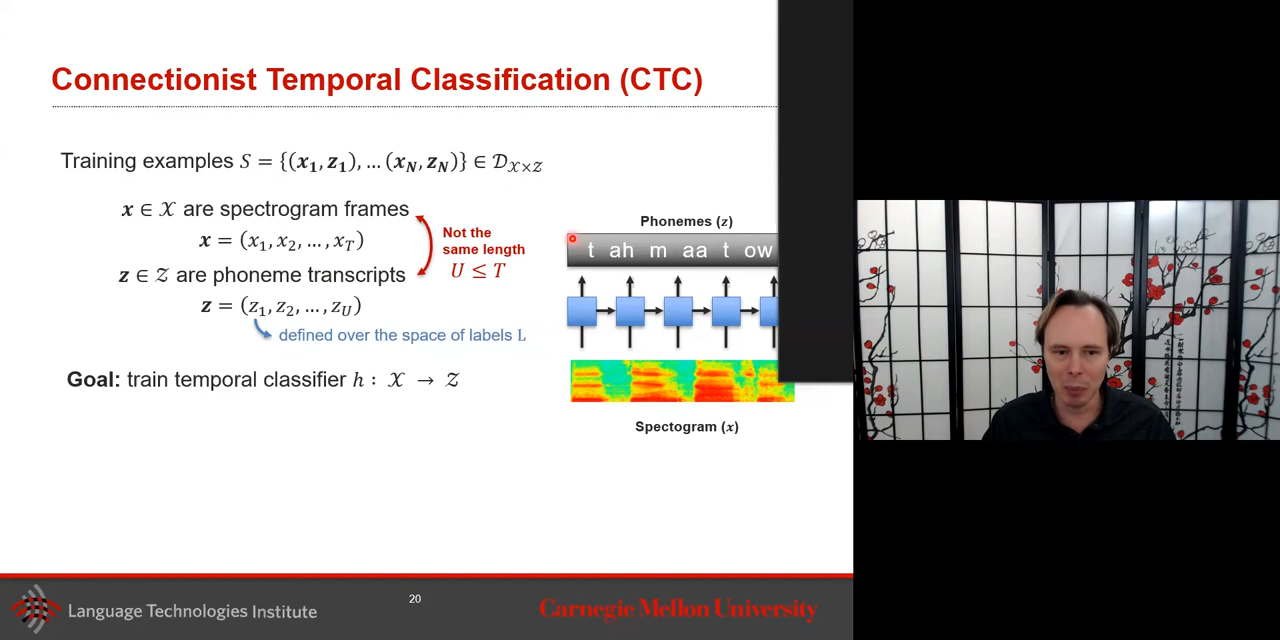 Connectionist Temporal Classification (CTC)
Training examples S = {(x₁, z₁), … (x_N, z_N)} ∈ 𝒟_{𝒳×𝒵}
x ∈ 𝒳 are spectrogram frames
x = (x₁, x₂, … , x_T)
z ∈ 𝒵 are phoneme transcripts
z = (z₁, z₂, … , z_U)
Not the
same length
U ≤ T
defined over the space of labels L
Goal: train temporal classifier h : 𝒳 → 𝒵
Phonemes (z)
t ah m aa t ow
Spectogram (x)
Language Technologies Institute
20
Carnegie Mellon University